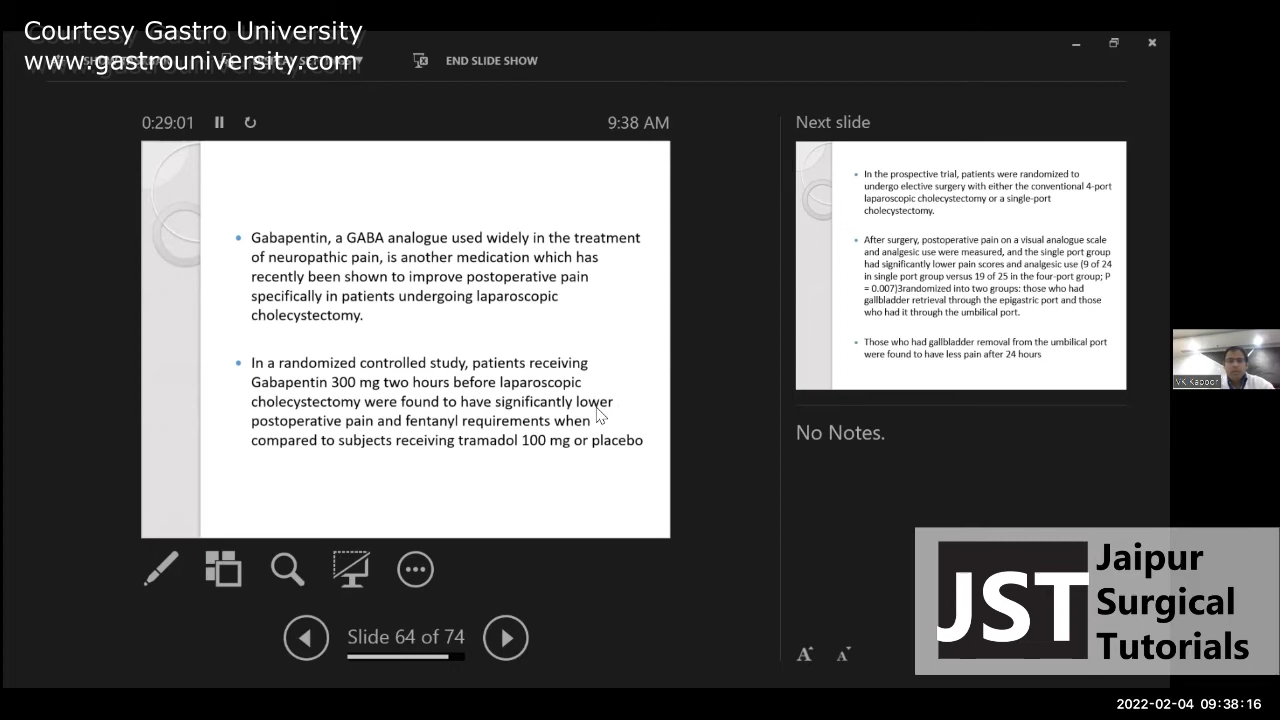 Courtesy Gastro University
www.gastrouniversity.com
END SLIDE SHOW
0:29:01
9:38 AM
Next slide
• Gabapentin, a GABA analogue used widely in the treatment
of neuropathic pain, is another medication which has
recently been shown to improve postoperative pain
specifically in patients undergoing laparoscopic
cholecystectomy.
• In a randomized controlled study, patients receiving
Gabapentin 300 mg two hours before laparoscopic
cholecystectomy were found to have significantly lower
postoperative pain and fentanyl requirements when
compared to subjects receiving tramadol 100 mg or placebo
• In the prospective trial, patients were randomized to
undergo elective surgery with either the conventional 4-port
laparoscopic cholecystectomy or a single-port
cholecystectomy.
• After surgery, postoperative pain on a visual analogue scale
and analgesic use were measured, and the single port group
had significantly lower pain scores and analgesic use (9 of 24
in single port group versus 19 of 25 in the four-port group; P
= 0.007)3randomized into two groups: those who had
gallbladder retrieval through the epigastric port and those
who had it through the umbilical port.
• Those who had gallbladder removal from the umbilical port
were found to have less pain after 24 hours
VK Kapoor
No Notes.
Slide 64 of 74
A A
JST Jaipur
Surgical
Tutorials
2022-02-04 09:38:16